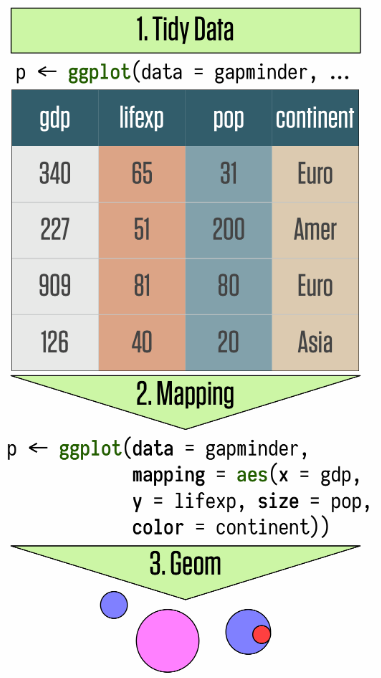 1. Tidy Data
p ← ggplot(data = gapminder, ...
gdp lifexp pop continent
340 65 31 Euro
227 51 200 Amer
909 81 80 Euro
126 40 20 Asia
2. Mapping
p ← ggplot(data = gapminder,
mapping = aes(x = gdp,
y = lifexp, size = pop,
color = continent))
3. Geom